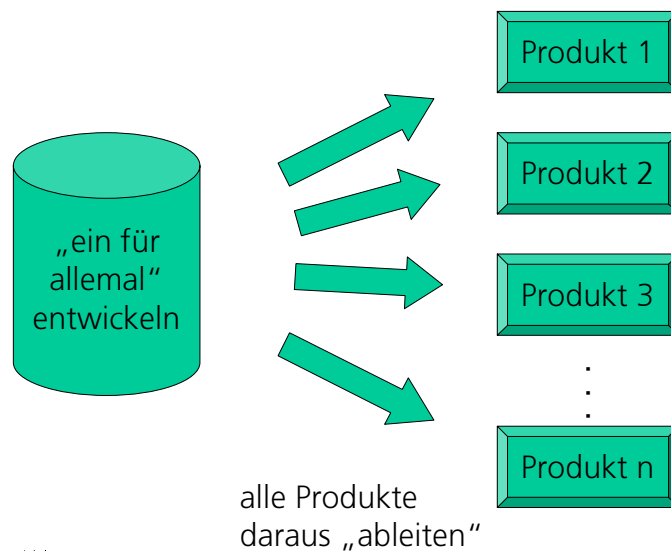 Produkt 1
Produkt 2
„ein für
allemal“
entwickeln
Produkt 3
Produkt n
alle Produkte
daraus „ableiten“